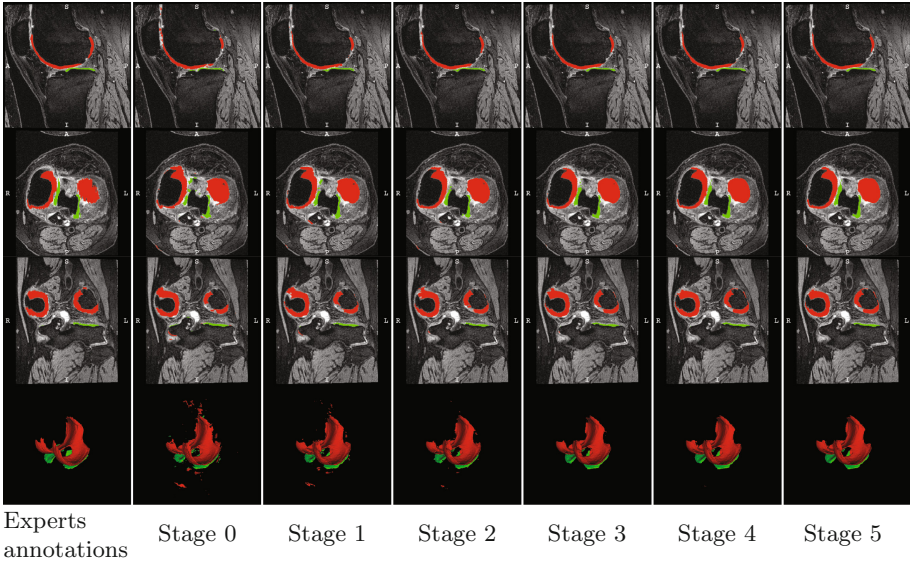 S S S S S S S
A P A P A P A P A P A P A P
I I I I I I I
A A A A A A A
R L R L R L R L R L R L R L
S S S S S S S
R L R L R L R L R L R L R L
I I I I I I I
Experts
annotations Stage 0 Stage 1 Stage 2 Stage 3 Stage 4 Stage 5